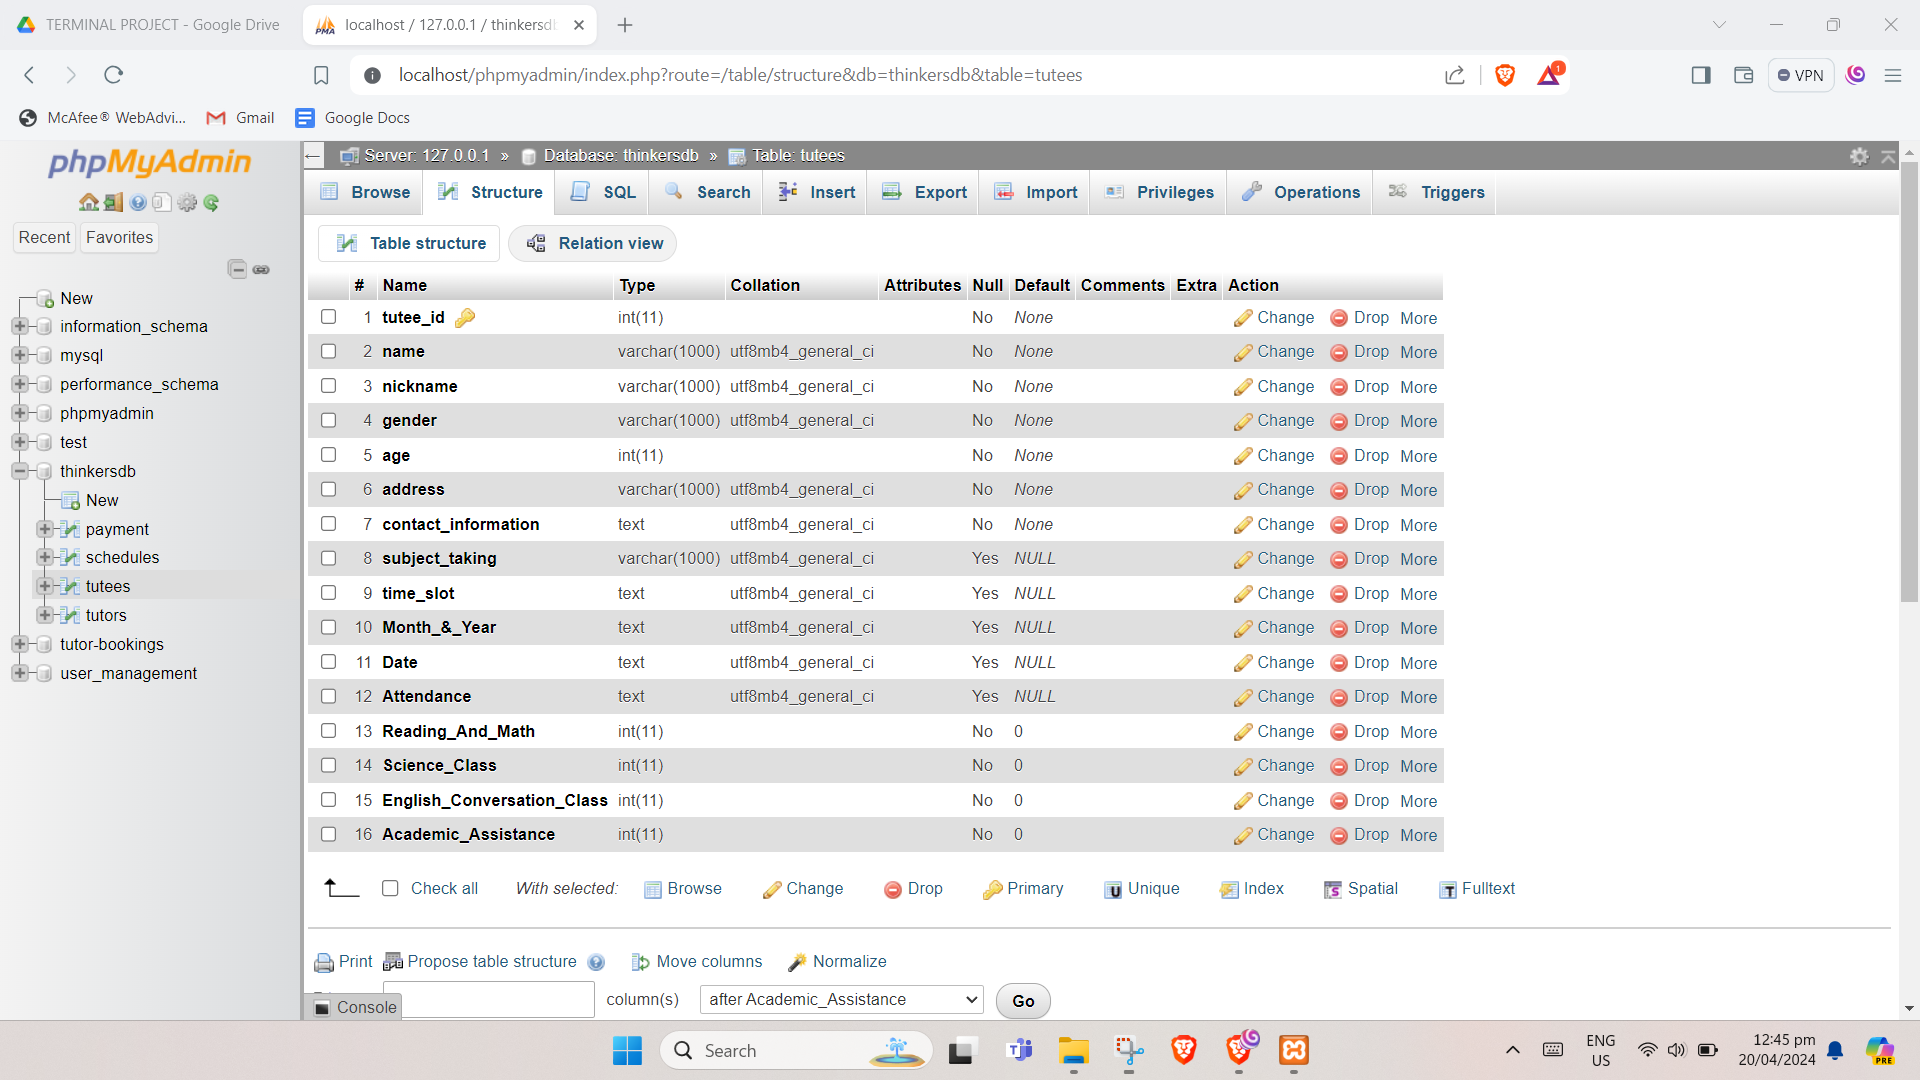 TERMINAL PROJECT - Google Drive
localhost / 127.0.0.1 / thinkersdb
localhost/phpmyadmin/index.php?route=/table/structure&db=thinkersdb&table=tutees
1
VPN
McAfee® WebAdvi...
Gmail
Google Docs
phpMyAdmin
Recent
Favorites
New
information_schema
mysql
performance_schema
phpmyadmin
test
thinkersdb
New
payment
schedules
tutees
tutors
tutor-bookings
user_management
Server: 127.0.0.1 » Database: thinkersdb » Table: tutees
Browse Structure SQL Search Insert Export Import Privileges Operations Triggers
Table structure Relation view
# Name Type Collation Attributes Null Default Comments Extra Action
1 tutee_id int(11) No None Change Drop More
2 name varchar(1000) utf8mb4_general_ci No None Change Drop More
3 nickname varchar(1000) utf8mb4_general_ci No None Change Drop More
4 gender varchar(1000) utf8mb4_general_ci No None Change Drop More
5 age int(11) No None Change Drop More
6 address varchar(1000) utf8mb4_general_ci No None Change Drop More
7 contact_information text utf8mb4_general_ci No None Change Drop More
8 subject_taking varchar(1000) utf8mb4_general_ci Yes NULL Change Drop More
9 time_slot text utf8mb4_general_ci Yes NULL Change Drop More
10 Month_&_Year text utf8mb4_general_ci Yes NULL Change Drop More
11 Date text utf8mb4_general_ci Yes NULL Change Drop More
12 Attendance text utf8mb4_general_ci Yes NULL Change Drop More
13 Reading_And_Math int(11) No 0 Change Drop More
14 Science_Class int(11) No 0 Change Drop More
15 English_Conversation_Class int(11) No 0 Change Drop More
16 Academic_Assistance int(11) No 0 Change Drop More
Check all With selected: Browse Change Drop Primary Unique Index Spatial Fulltext
Print Propose table structure Move columns Normalize
column(s) after Academic_Assistance Go
Console
Search
ENG
US
12:45 pm
20/04/2024
PRE